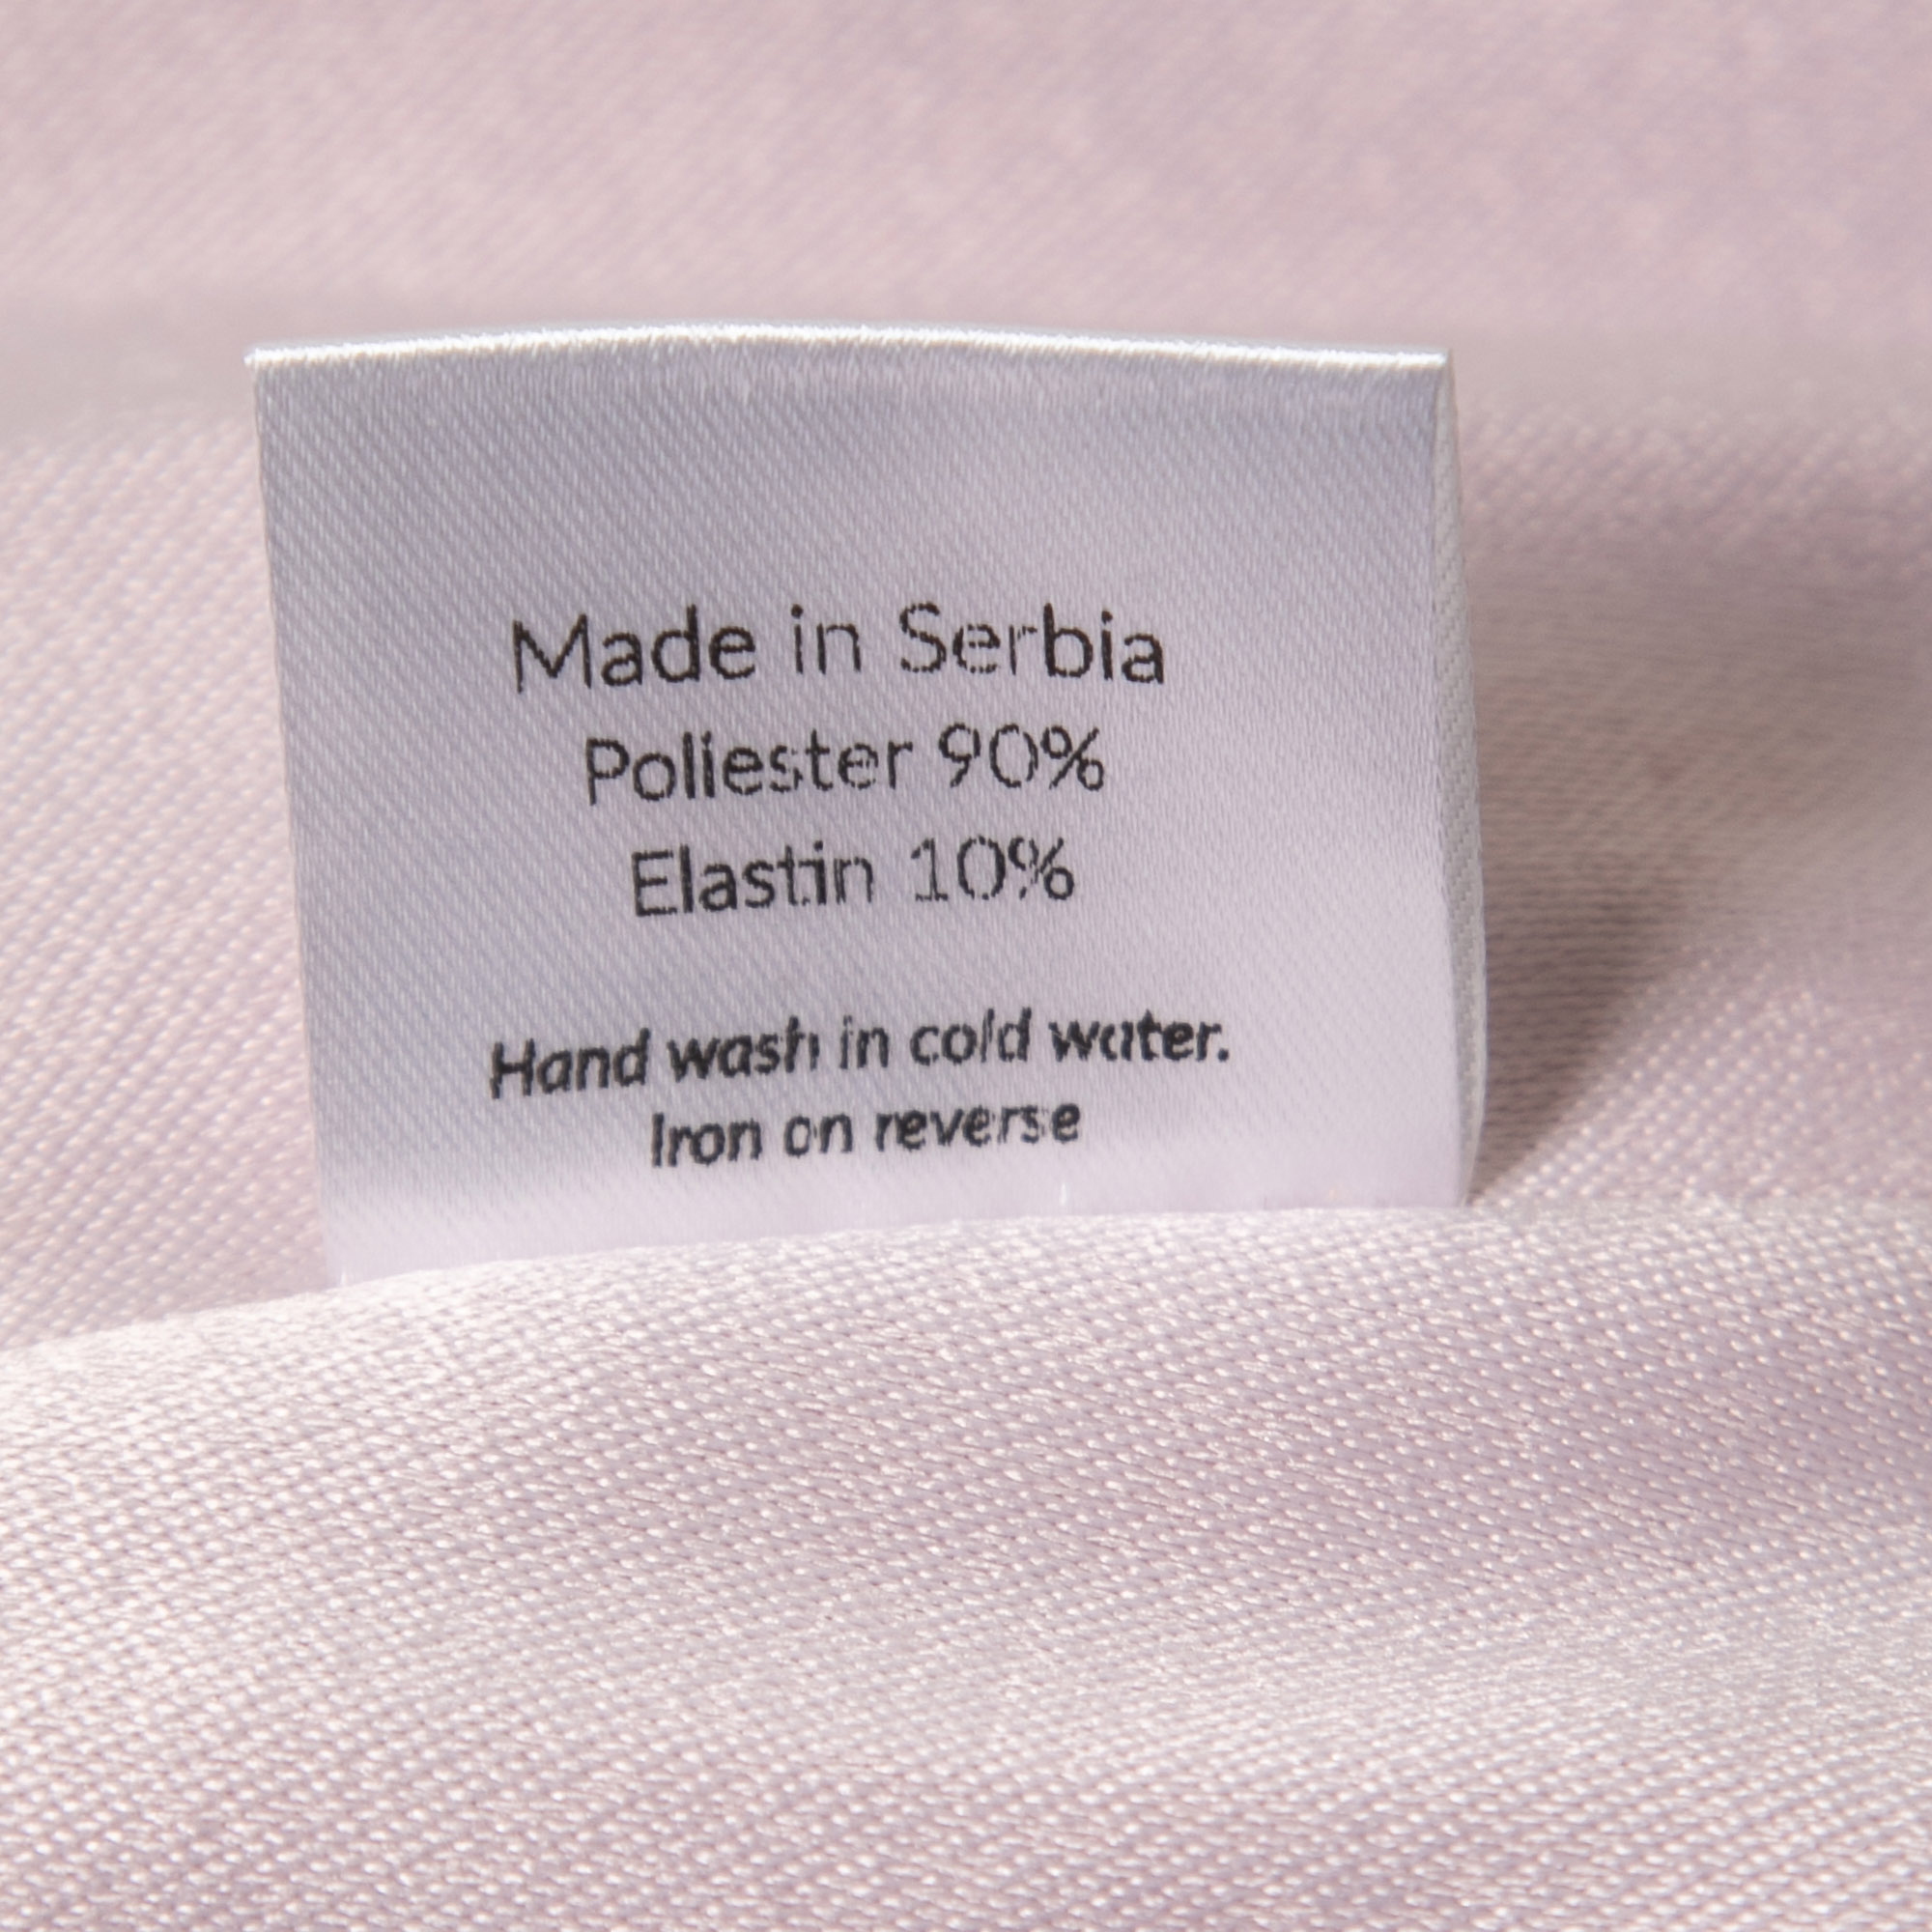 Made in Serbia
Poliester 90%
Elastin 10%
Hand wash in cold water.
Iron on reverse